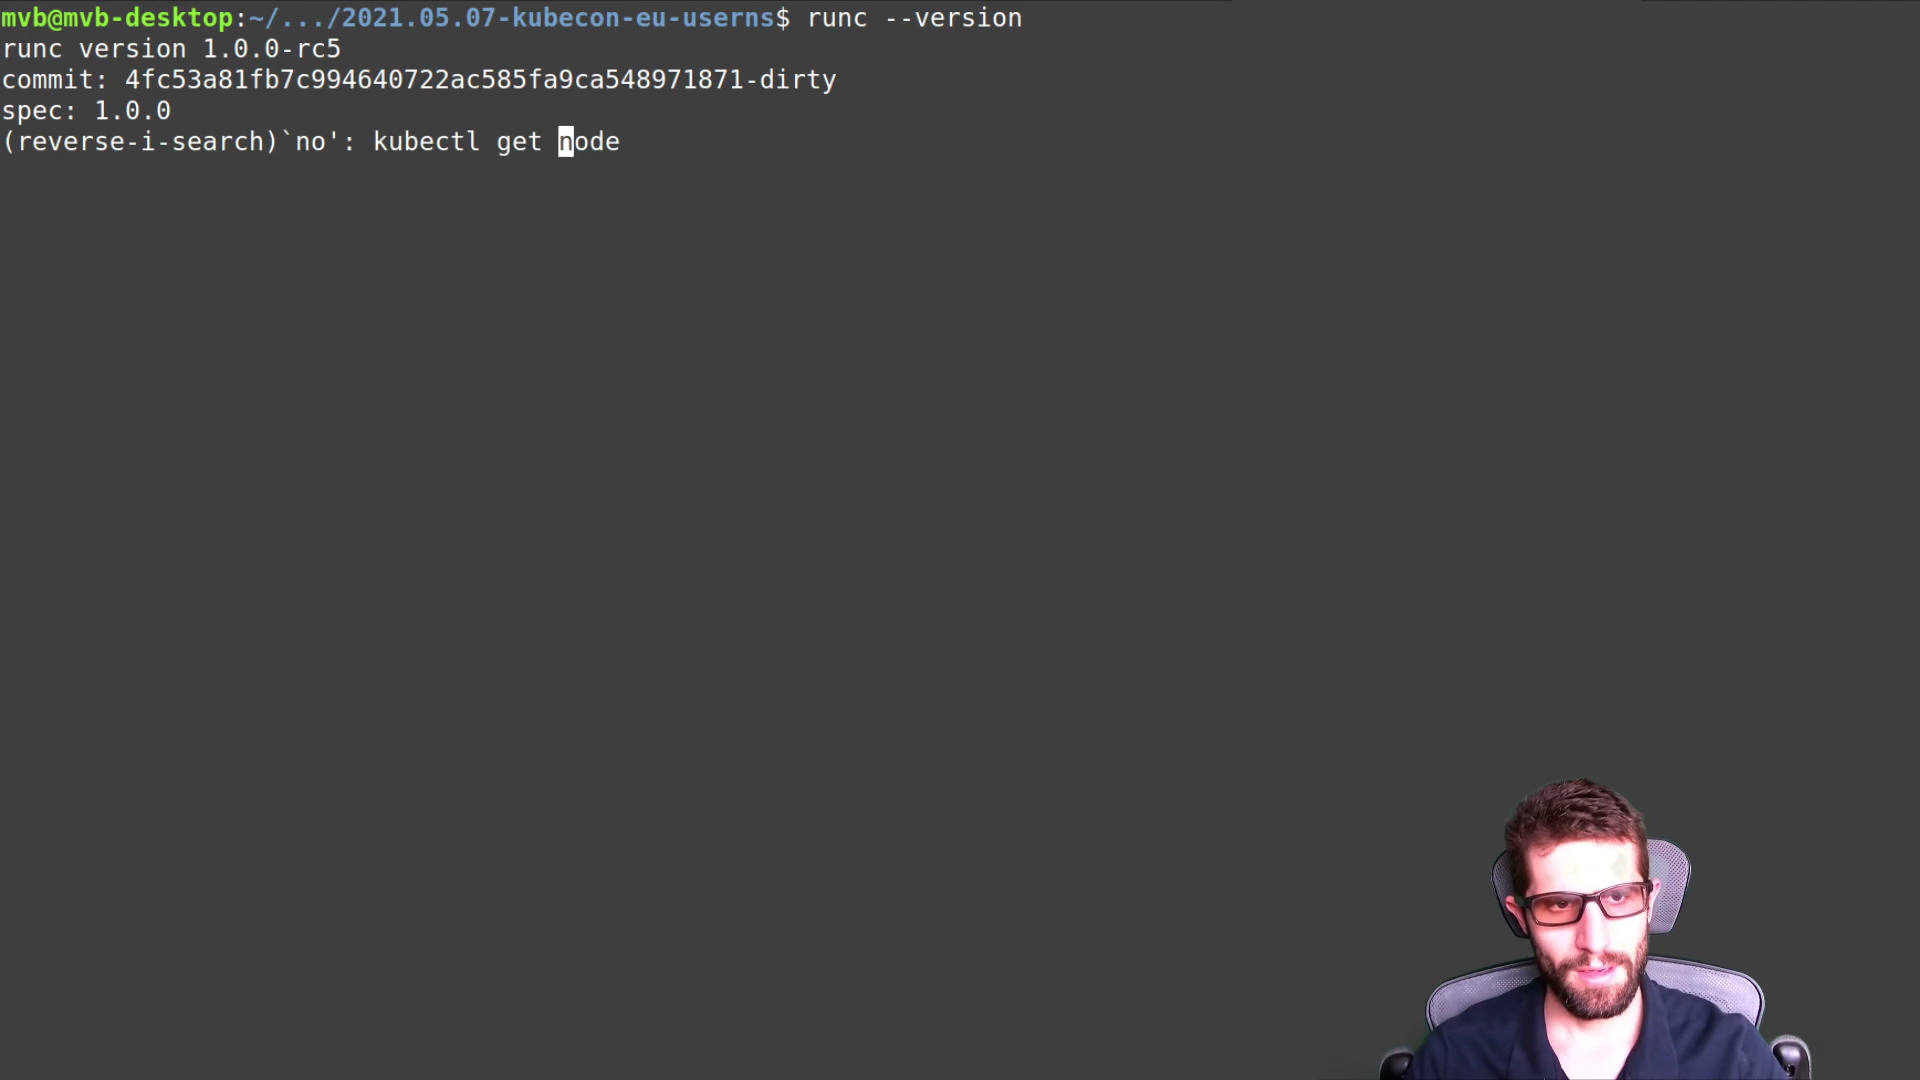 mvb@mvb-desktop:~/.../2021.05.07-kubecon-eu-userns$ runc --version
runc version 1.0.0-rc5
commit: 4fc53a81fb7c994640722ac585fa9ca548971871-dirty
spec: 1.0.0
(reverse-i-search)`no': kubectl get node